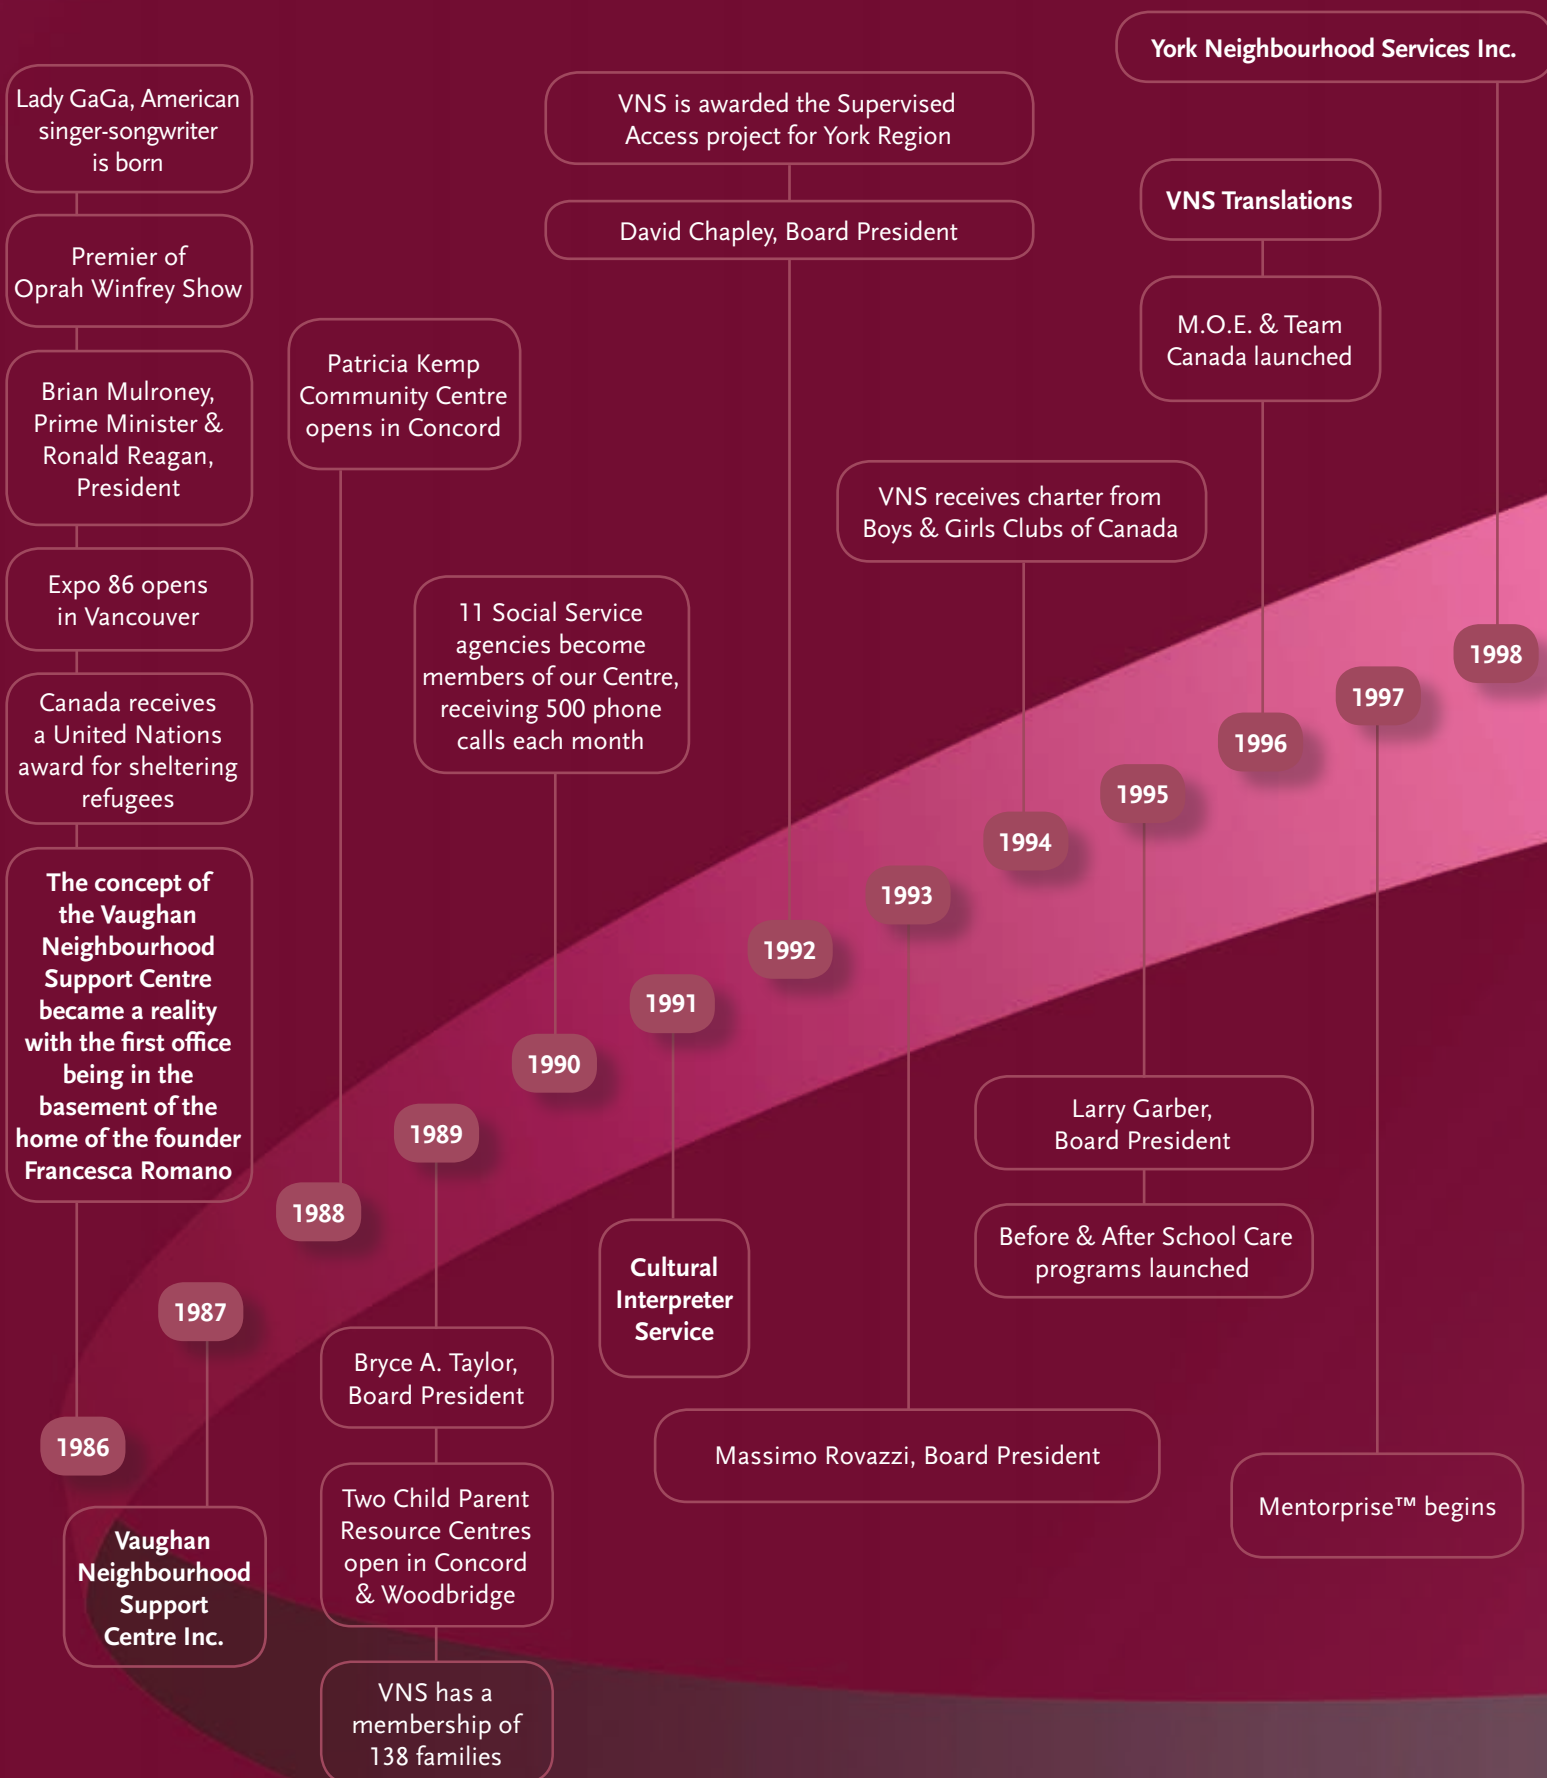 Lady GaGa, American
singer-songwriter
is born
Premier of
Oprah Winfrey Show
Brian Mulroney,
Prime Minister &
Ronald Reagan,
President
Expo 86 opens
in Vancouver
Canada receives
a United Nations
award for sheltering
refugees
The concept of
the Vaughan
Neighbourhood
Support Centre
became a reality
with the first office
being in the
basement of the
home of the founder
Francesca Romano
1986
1987
Vaughan
Neighbourhood
Support
Centre Inc.
Patricia Kemp
Community Centre
opens in Concord
1988
1989
Bryce A. Taylor,
Board President
Two Child Parent
Resource Centres
open in Concord
& Woodbridge
VNS has a
membership of
138 families
11 Social Service
agencies become
members of our Centre,
receiving 500 phone
calls each month
1990
1991
Cultural
Interpreter
Service
VNS is awarded the Supervised
Access project for York Region
David Chapley, Board President
1992
1993
Massimo Rovazzi, Board President
VNS receives charter from
Boys & Girls Clubs of Canada
1994
1995
Larry Garber,
Board President
Before & After School Care
programs launched
VNS Translations
M.O.E. & Team
Canada launched
1996
1997
Mentorprise™ begins
York Neighbourhood Services Inc.
1998